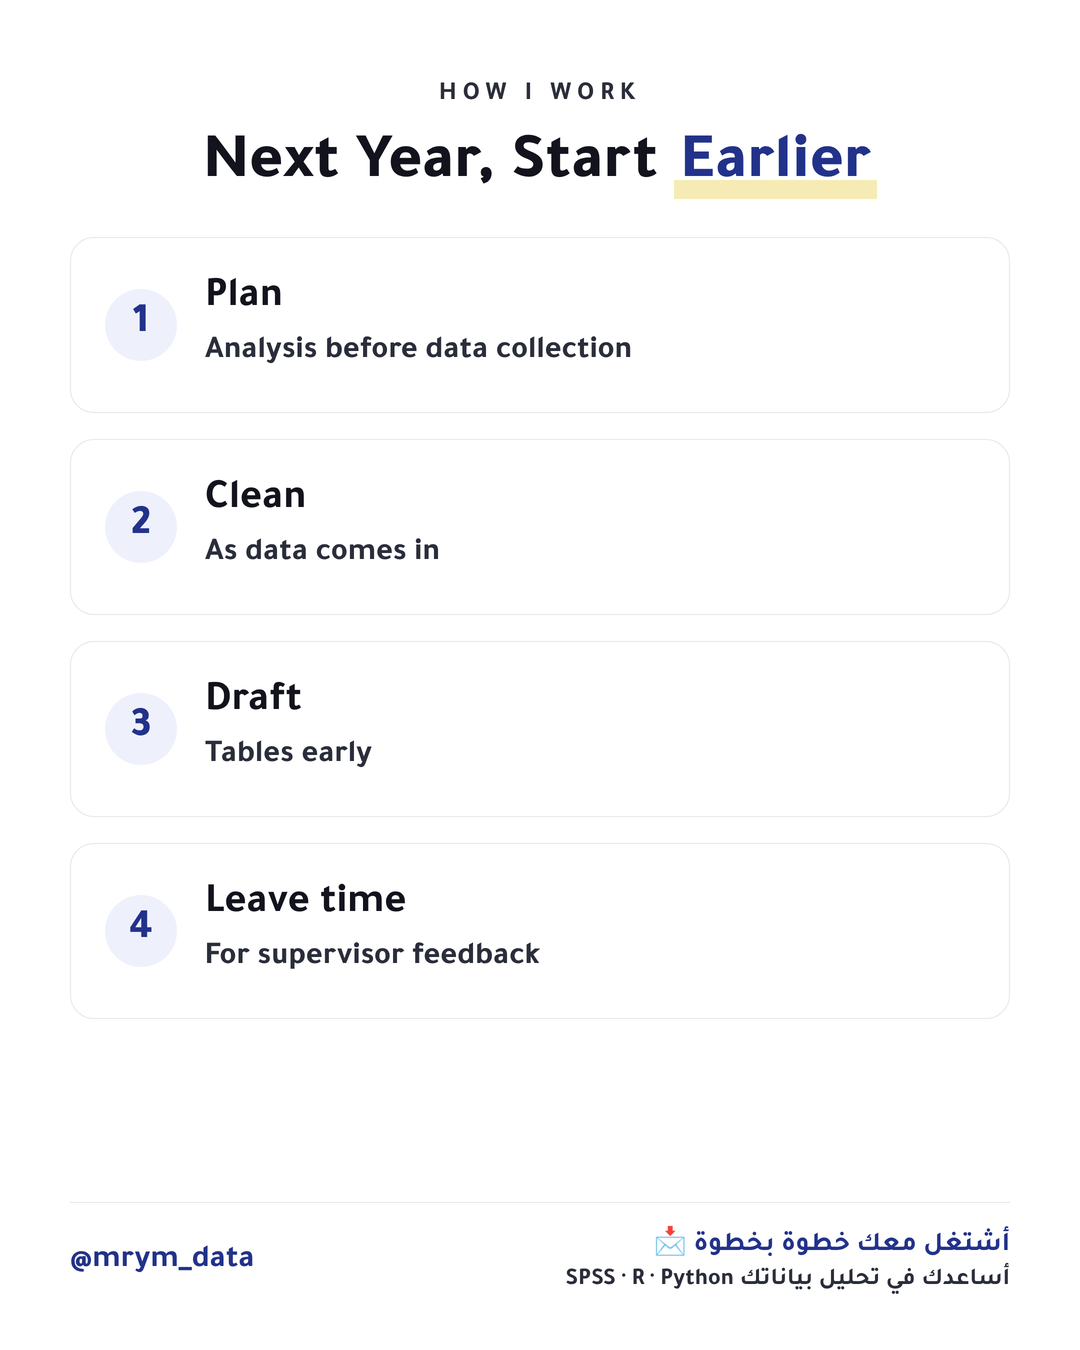 HOW I WORK
Next Year, Start Earlier
1
Plan
Analysis before data collection
2
Clean
As data comes in
3
Draft
Tables early
4
Leave time
For supervisor feedback
@mrym_data
أشتغل معك خطوة بخطوة 📩
أساعدك في تحليل بياناتك SPSS · R · Python